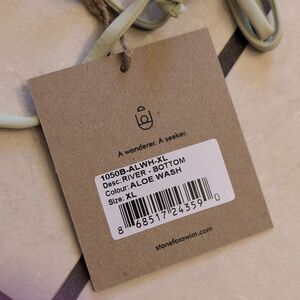 A wanderer. A seeker.
1050B-ALWH-XL
Desc: RIVER - BOTTOM
Colour: ALOE WASH
Size: XL
8 68517 24359 0
stonefoxswim.com